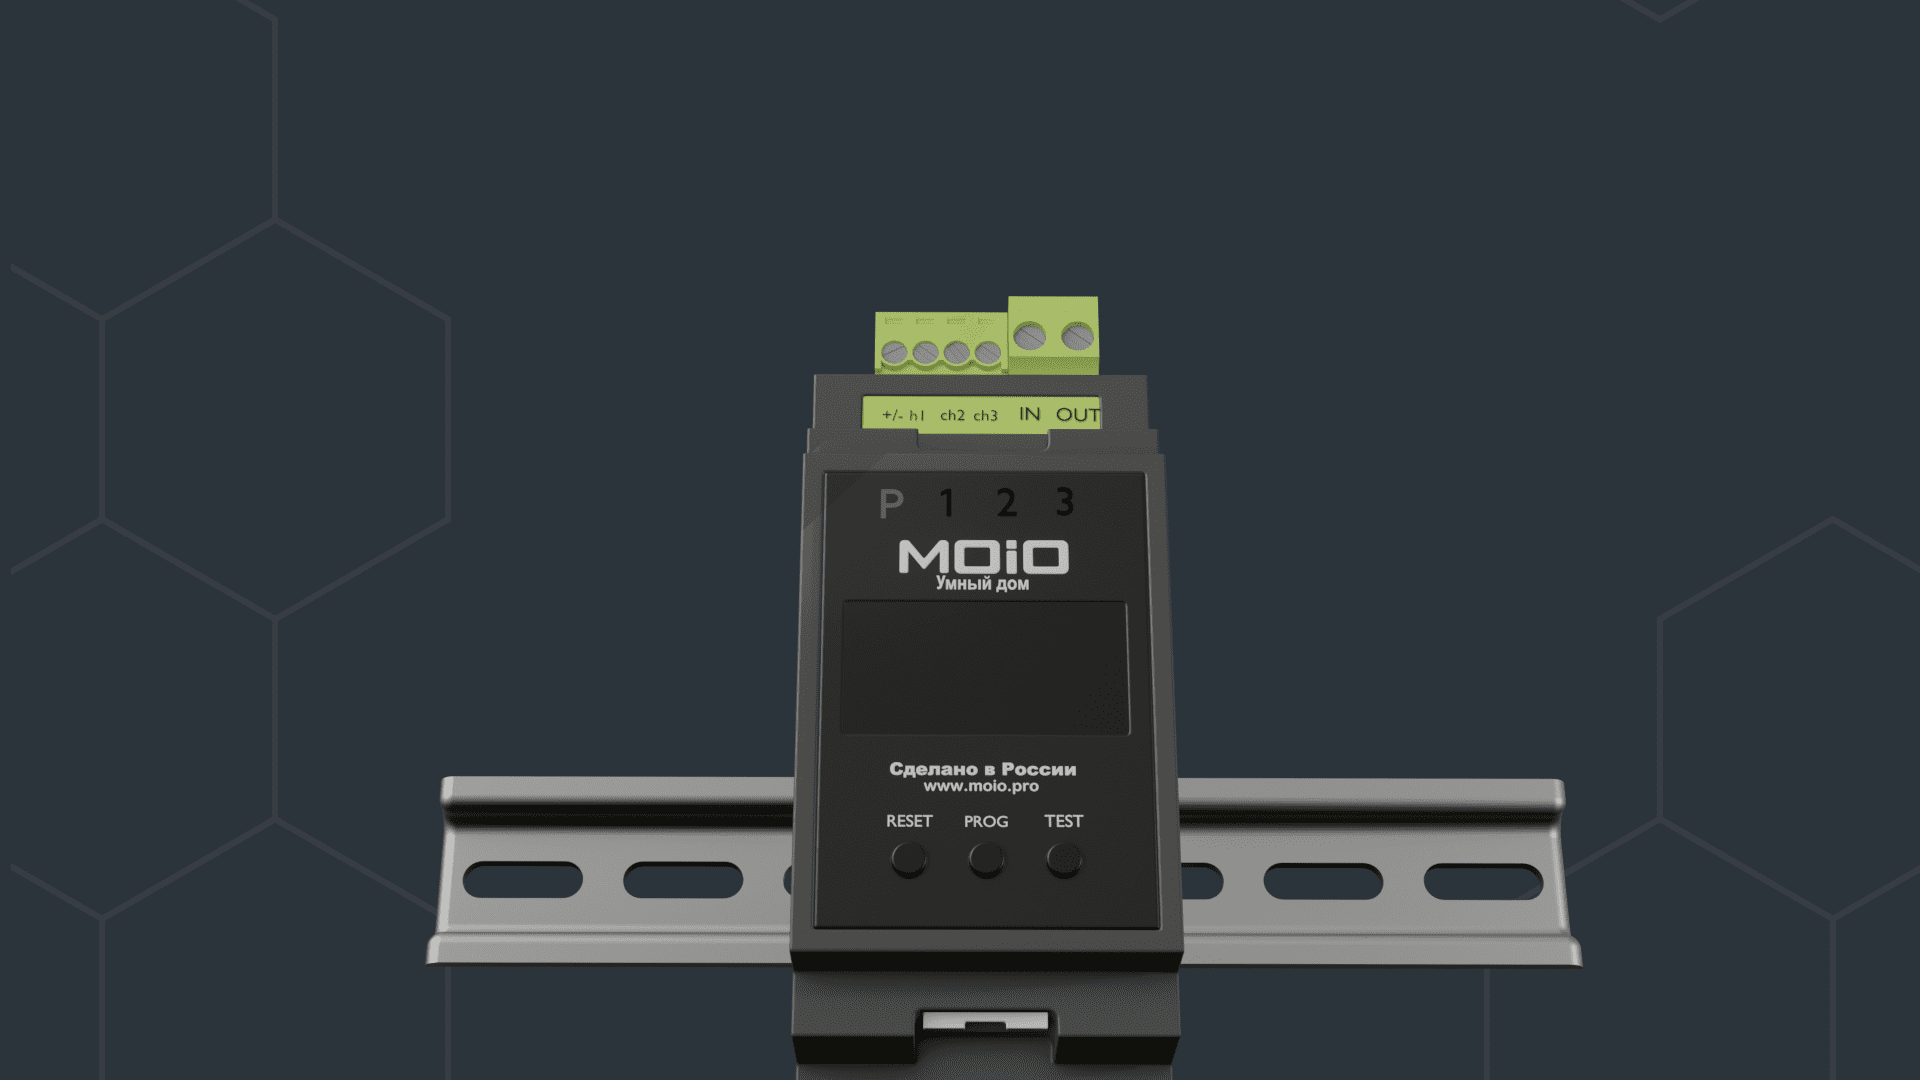 +/- h1 ch2 ch3 IN OUT
P 1 2 3
MOiO
Умный дом
Сделано в России
www.moio.pro
RESET PROG TEST